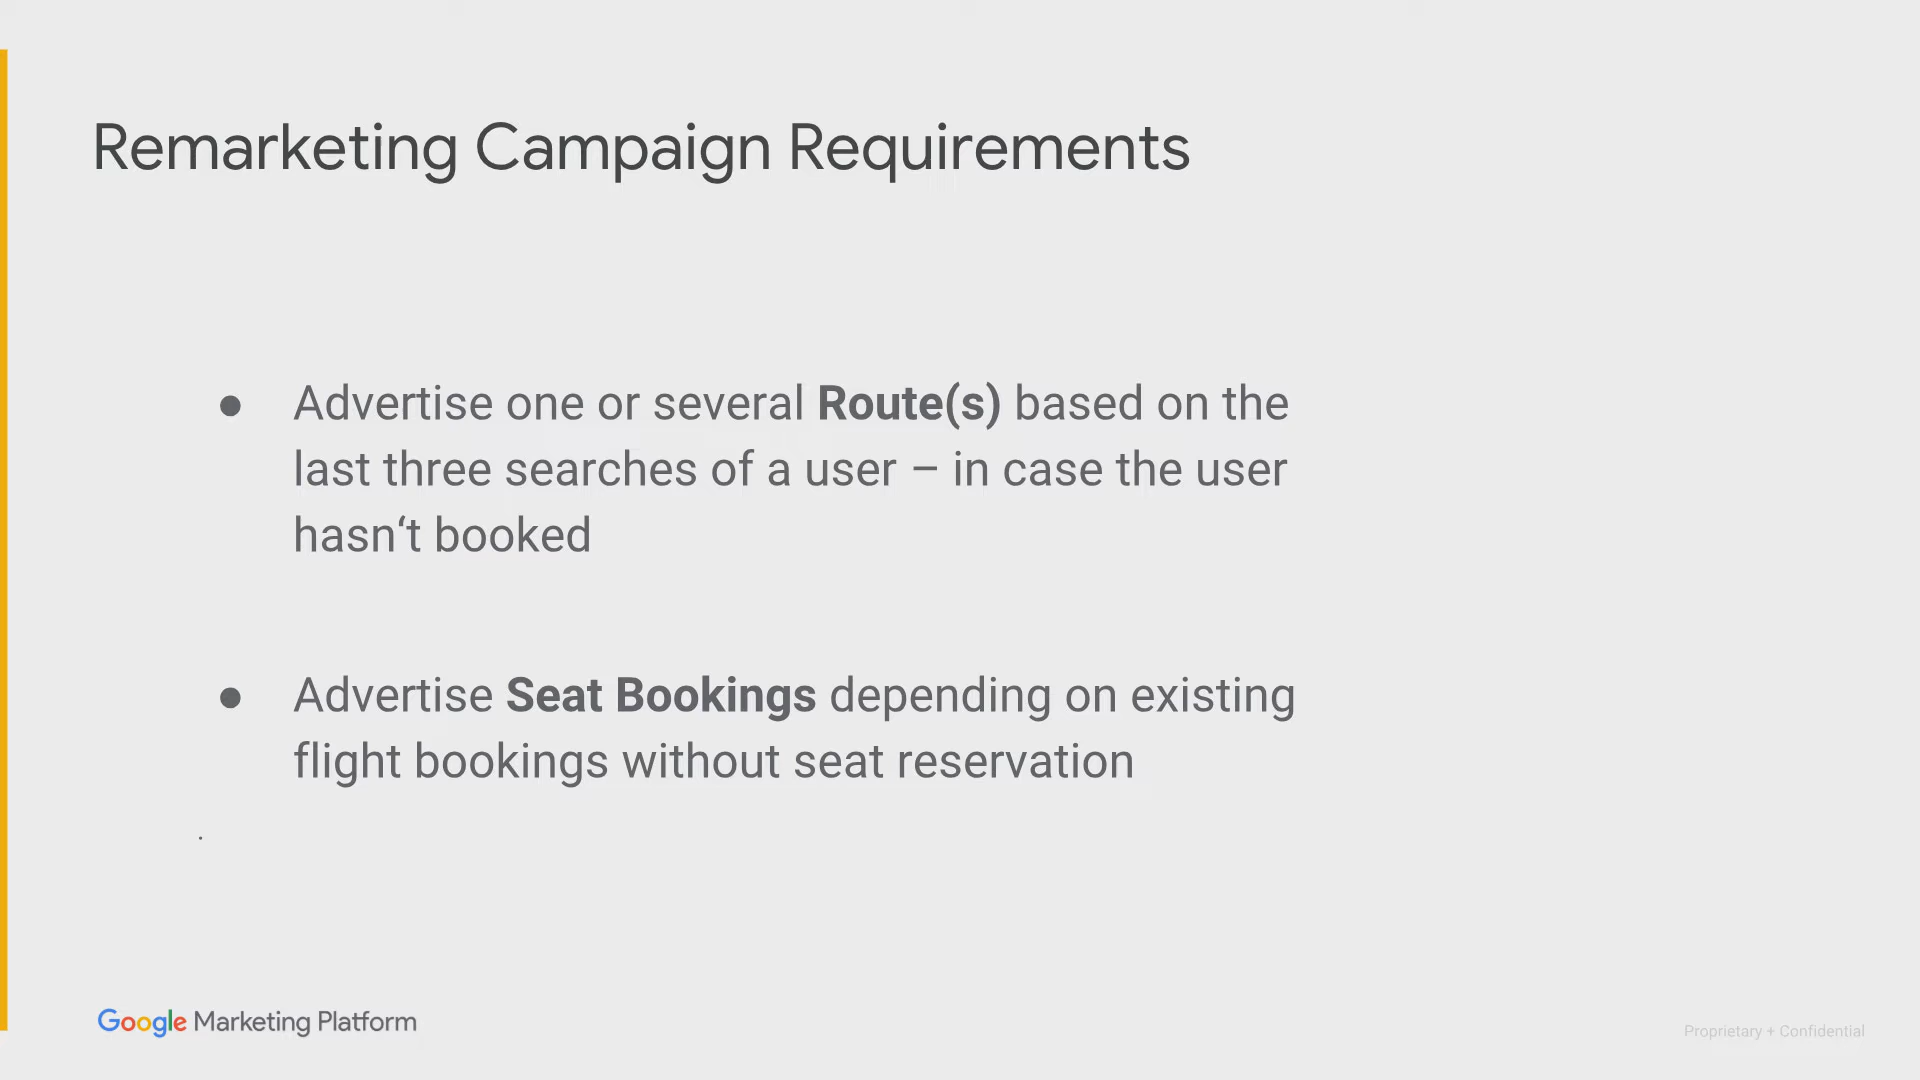 Remarketing Campaign Requirements
● Advertise one or several Route(s) based on the
last three searches of a user – in case the user
hasn‘t booked
● Advertise Seat Bookings depending on existing
flight bookings without seat reservation
.
Google Marketing Platform
Proprietary + Confidential